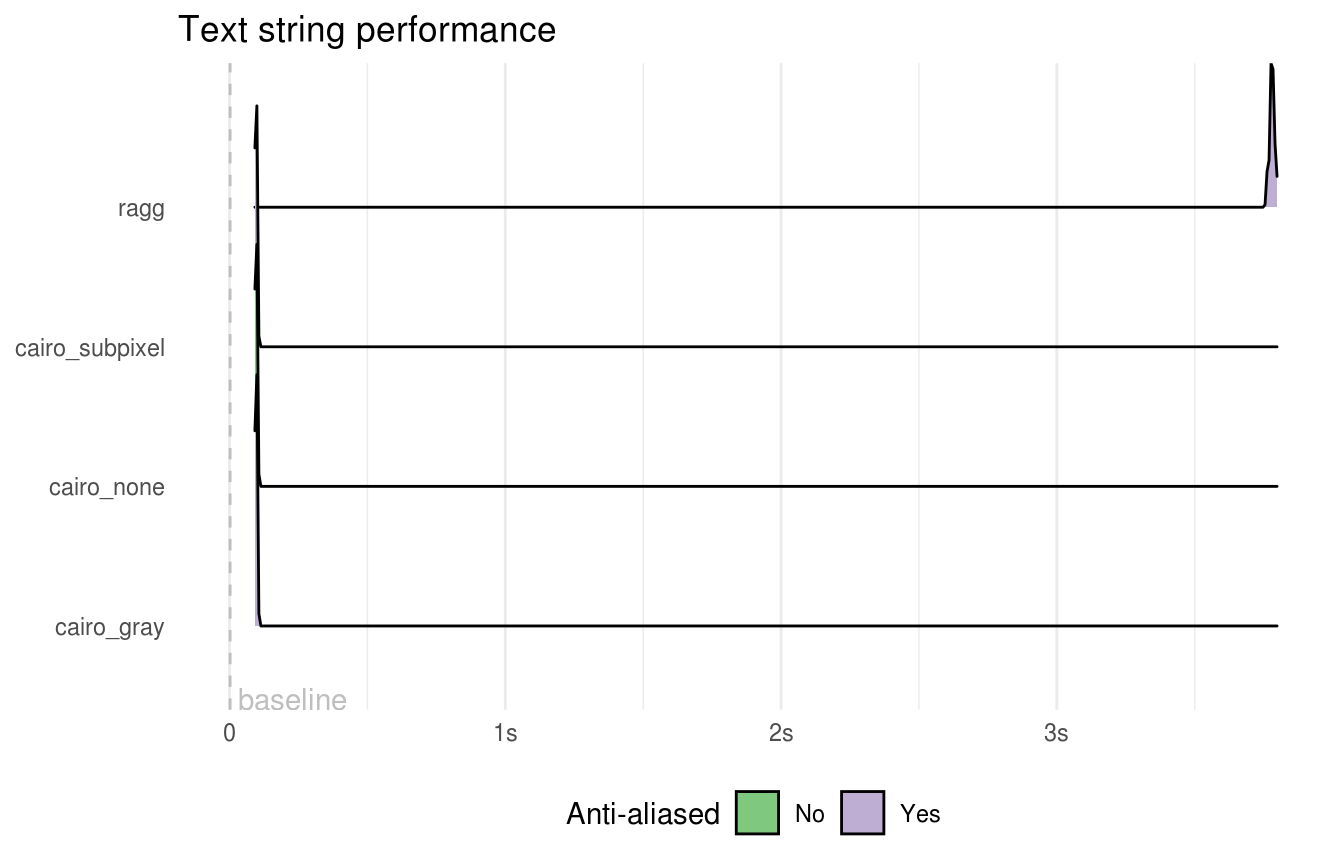 Text string performance
ragg
cairo_subpixel
cairo_none
cairo_gray
baseline
0 1s 2s 3s
Anti-aliased No Yes